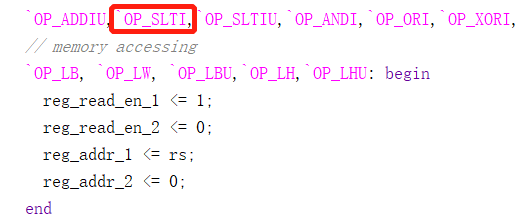 `OP_ADDIU,`OP_SLTI,`OP_SLTIU,`OP_ANDI,`OP_ORI,`OP_XORI,
// memory accessing
`OP_LB, `OP_LW, `OP_LBU,`OP_LH,`OP_LHU: begin
reg_read_en_1 <= 1;
reg_read_en_2 <= 0;
reg_addr_1 <= rs;
reg_addr_2 <= 0;
end